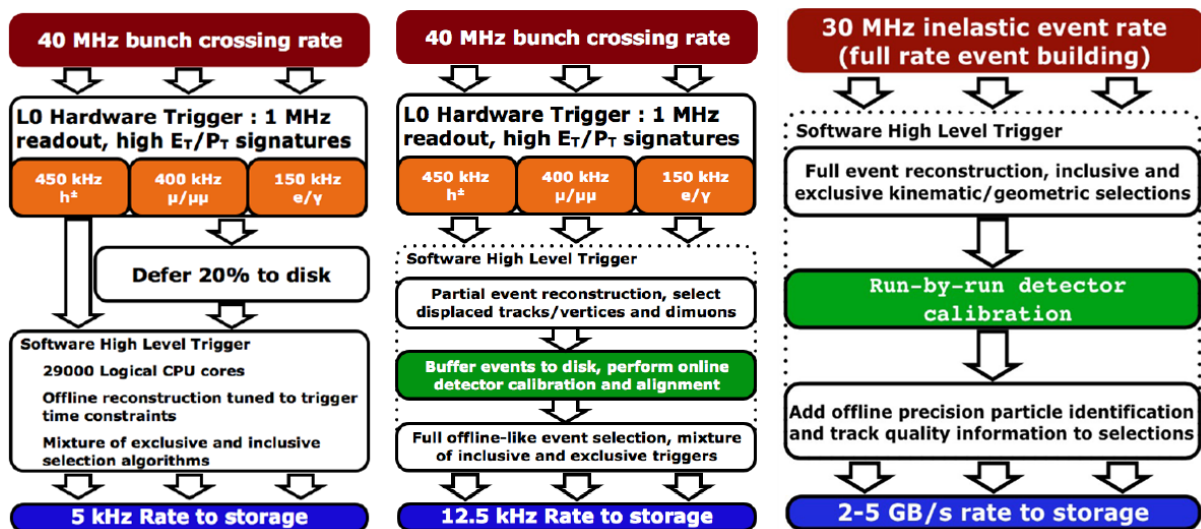 40 MHz bunch crossing rate
L0 Hardware Trigger : 1 MHz
readout, high ET/PT signatures
450 kHz
h±
400 kHz
μ/μμ
150 kHz
e/γ
Defer 20% to disk
Software High Level Trigger
29000 Logical CPU cores
Offline reconstruction tuned to trigger
time constraints
Mixture of exclusive and inclusive
selection algorithms
5 kHz Rate to storage
40 MHz bunch crossing rate
L0 Hardware Trigger : 1 MHz
readout, high ET/PT signatures
450 kHz
h±
400 kHz
μ/μμ
150 kHz
e/γ
Software High Level Trigger
Partial event reconstruction, select
displaced tracks/vertices and dimuons
Buffer events to disk, perform online
detector calibration and alignment
Full offline-like event selection, mixture
of inclusive and exclusive triggers
12.5 kHz Rate to storage
30 MHz inelastic event rate
(full rate event building)
Software High Level Trigger
Full event reconstruction, inclusive and
exclusive kinematic/geometric selections
Run-by-run detector
calibration
Add offline precision particle identification
and track quality information to selections
2-5 GB/s rate to storage